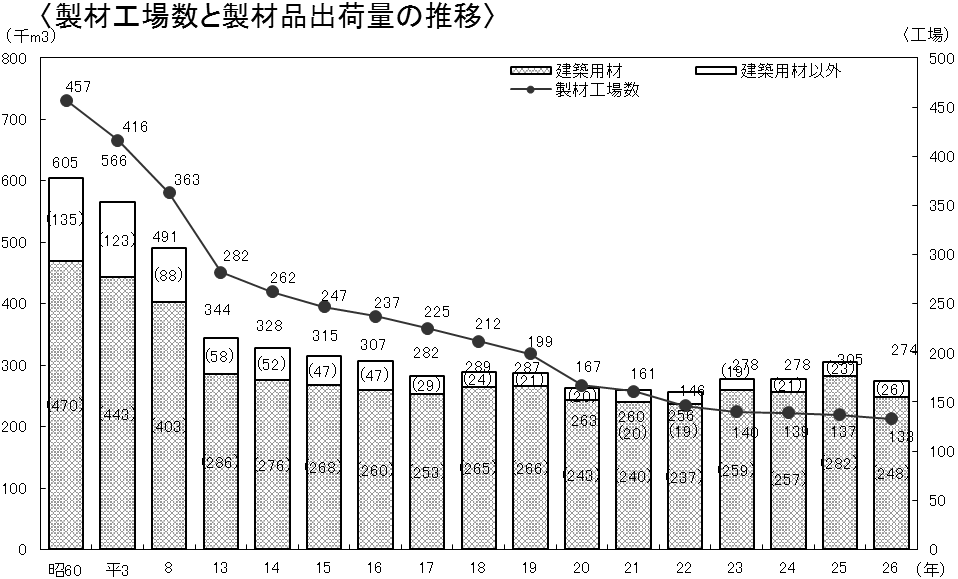 〈製材工場数と製材品出荷量の推移〉
(千m3) 〈工場〉
建築用材 建築用材以外
製材工場数
800 500
700 450
600 400
500 350
400 300
300 250
200 200
100 150
0 100
50
0
457 416 363 282 262 247 237 225 212 199 167 161 146 140 139 137 133
605 566 491 344 328 315 307 282 289 287 263 260 256 278 278 305 274
(135) (123) (88) (58) (52) (47) (47) (29) (24) (21) (20) (20) (19) (19) (21) (23) (26)
(470) (443) (403) (286) (276) (268) (260) (253) (265) (266) (243) (240) (237) (259) (257) (282) (248)
昭60 平3 8 13 14 15 16 17 18 19 20 21 22 23 24 25 26 (年)